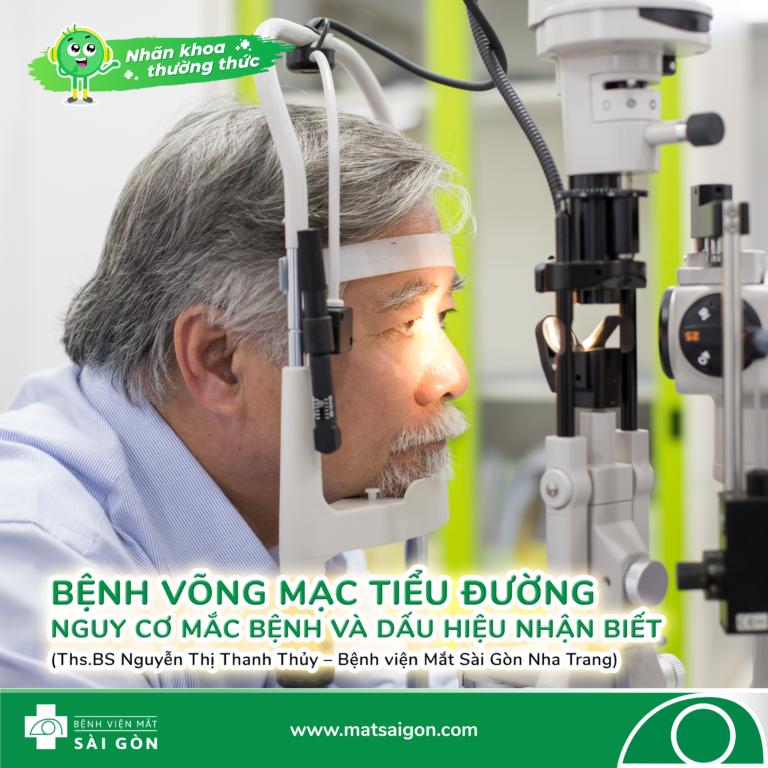 Nhãn khoa
thường thức
BỆNH VÕNG MẠC TIỂU ĐƯỜNG
NGUY CƠ MẮC BỆNH VÀ DẤU HIỆU NHẬN BIẾT
(Ths.BS Nguyễn Thị Thanh Thủy – Bệnh viện Mắt Sài Gòn Nha Trang)
BỆNH VIỆN MẮT
SÀI GÒN
www.matsaigon.com